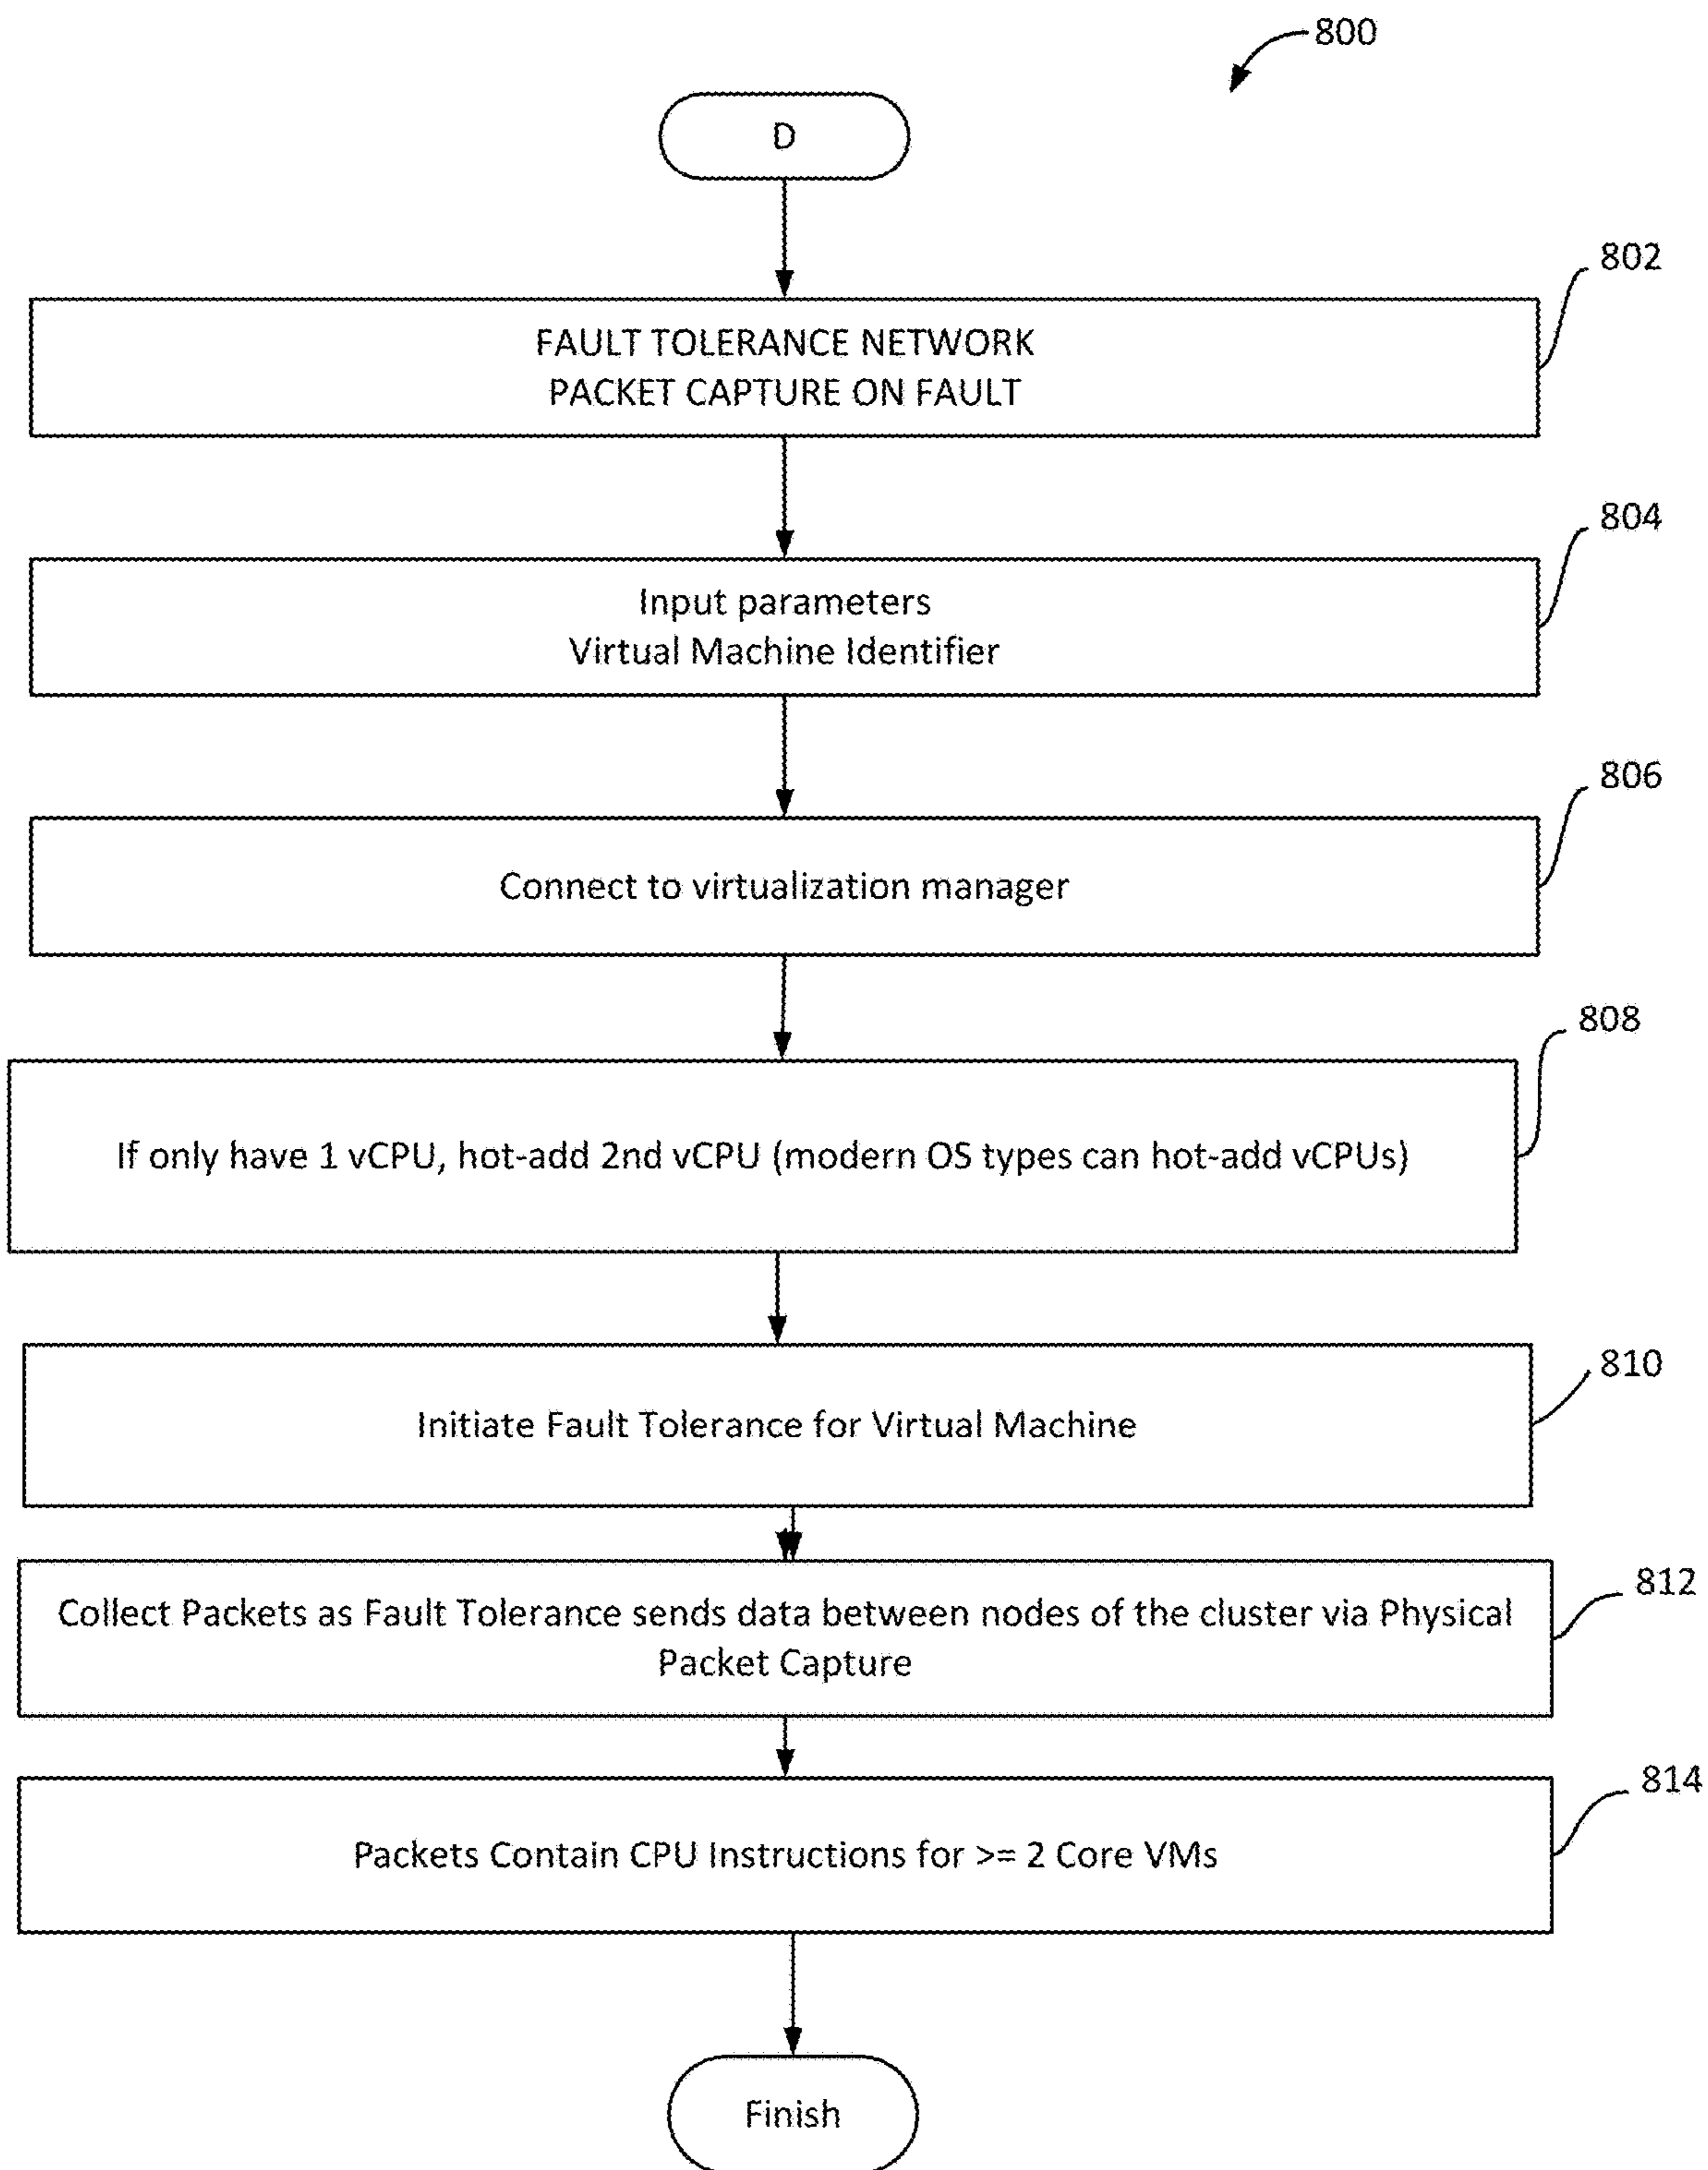 800
D
802
FAULT TOLERANCE NETWORK
PACKET CAPTURE ON FAULT
804
Input parameters
Virtual Machine Identifier
806
Connect to virtualization manager
808
If only have 1 vCPU, hot-add 2nd vCPU (modern OS types can hot-add vCPUs)
810
Initiate Fault Tolerance for Virtual Machine
812
Collect Packets as Fault Tolerance sends data between nodes of the cluster via Physical
Packet Capture
814
Packets Contain CPU Instructions for >= 2 Core VMs
Finish